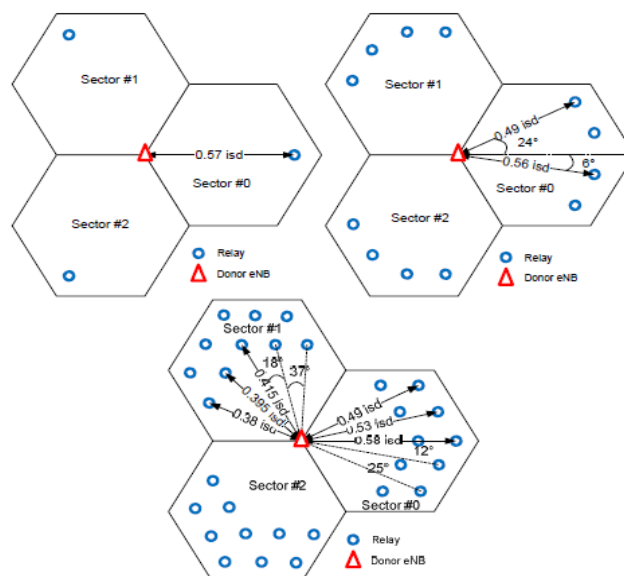 Sector #1
0.57 isd
Sector #0
Sector #2
Relay
Donor eNB
Sector #1
0.49 isd
24°
0.56 isd
6°
Sector #0
Sector #2
Relay
Donor eNB
Sector #1
18°
37°
0.415 isd
0.395 isd
0.38 isd
0.49 isd
0.53 isd
0.58 isd
12°
25°
Sector #2
Sector #0
Relay
Donor eNB